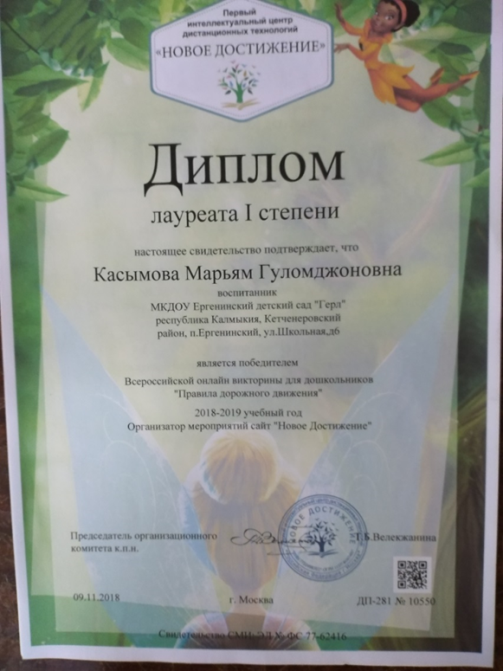 Первый
интеллектуальный центр
дистанционных технологий
«НОВОЕ ДОСТИЖЕНИЕ»
Диплом
лауреата I степени
настоящее свидетельство подтверждает, что
Касымова Марьям Гуломджоновна
воспитанник
МКДОУ Ергенинский детский сад "Герл"
республика Калмыкия, Кетченеровский
район, п.Ергенинский, ул.Школьная,д6
является победителем
Всероссийской онлайн викторины для дошкольников
"Правила дорожного движения"
2018-2019 учебный год
Организатор мероприятий сайт "Новое Достижение"
Председатель организационного
комитета к.п.н.
НОВОЕ ДОСТИЖЕНИЕ
Велекжанина
09.11.2018
г. Москва
ДП-281 № 10550
Свидетельство СМИ: ЭЛ № ФС 77-62416